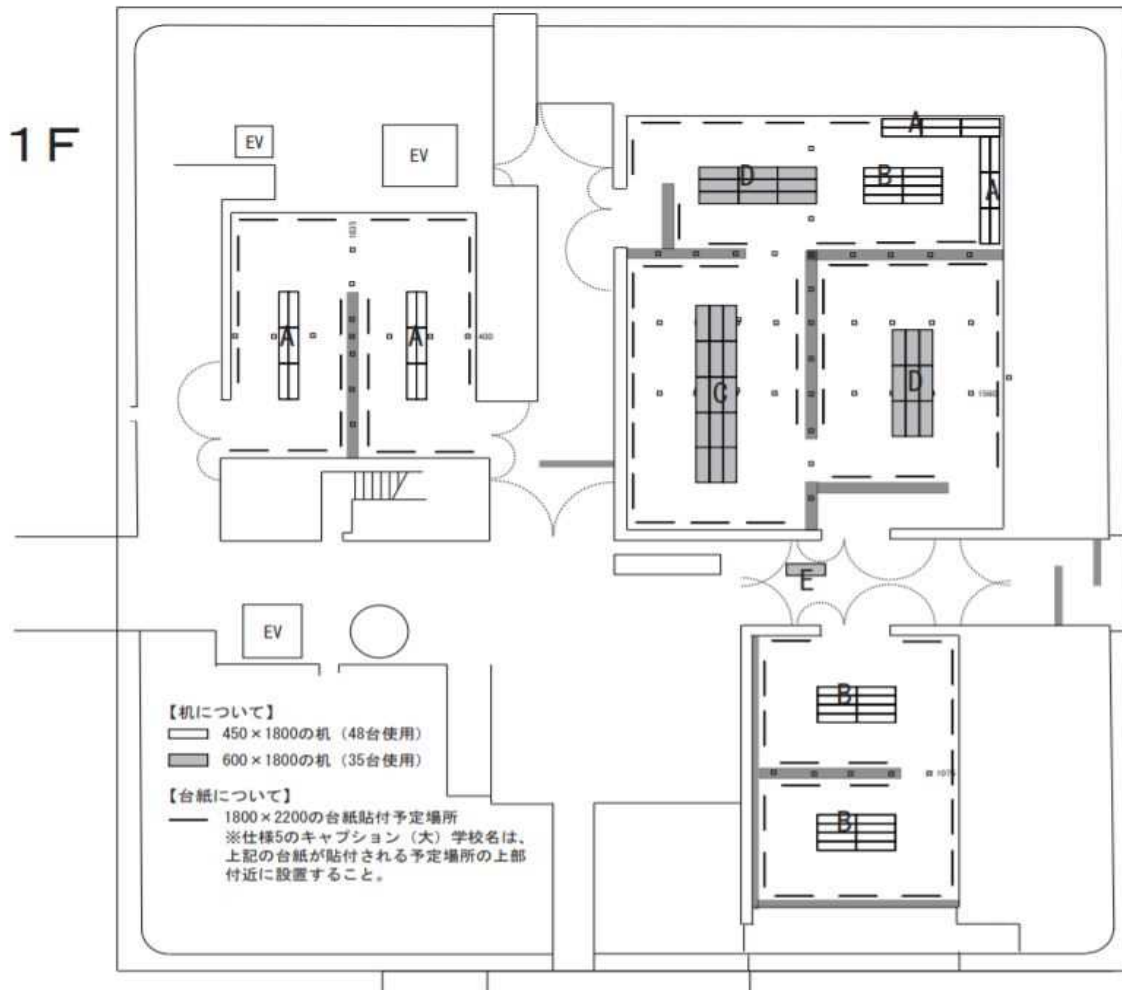 1F
EV
EV
A
D
B
A
1631
A
A
400
C
D
1560
E
EV
B
1075
B
【机について】
450×1800の机（48台使用）
600×1800の机（35台使用）
【台紙について】
1800×2200の台紙貼付予定場所
※仕様5のキャプション（大）学校名は、
上記の台紙が貼付される予定場所の上部
付近に設置すること。